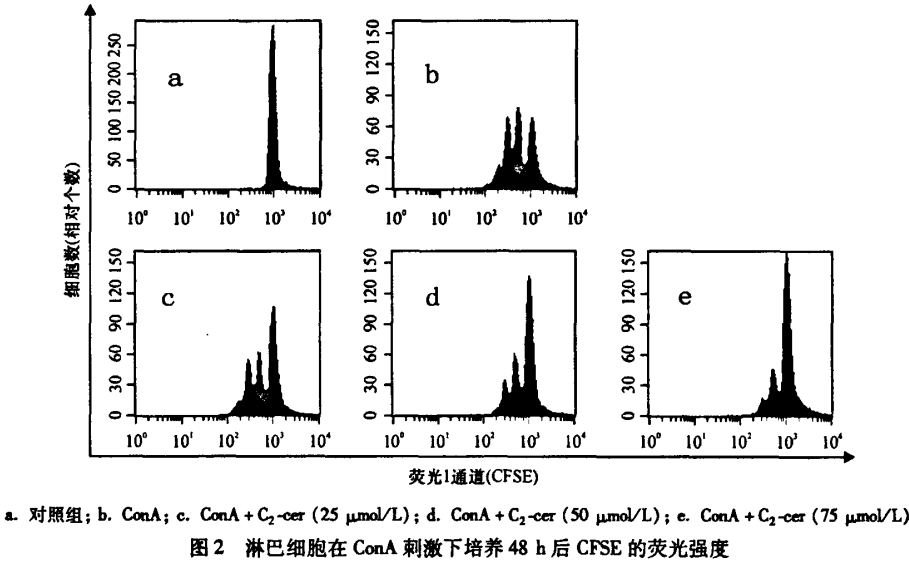 a
0 50 100 150 200 250
10⁰ 10¹ 10² 10³ 10⁴
b
0 30 60 90 120 150
10⁰ 10¹ 10² 10³ 10⁴
c
0 30 60 90 120 150
10⁰ 10¹ 10² 10³ 10⁴
d
0 30 60 90 120 150
10⁰ 10¹ 10² 10³ 10⁴
e
0 30 60 90 120 150
10⁰ 10¹ 10² 10³ 10⁴
细胞数(相对个数)
荧光1通道(CFSE)
a. 对照组; b. ConA; c. ConA + C₂-cer (25 μmol/L); d. ConA + C₂-cer (50 μmol/L); e. ConA + C₂-cer (75 μmol/L)
图2 淋巴细胞在 ConA 刺激下培养 48 h 后 CFSE 的荧光强度